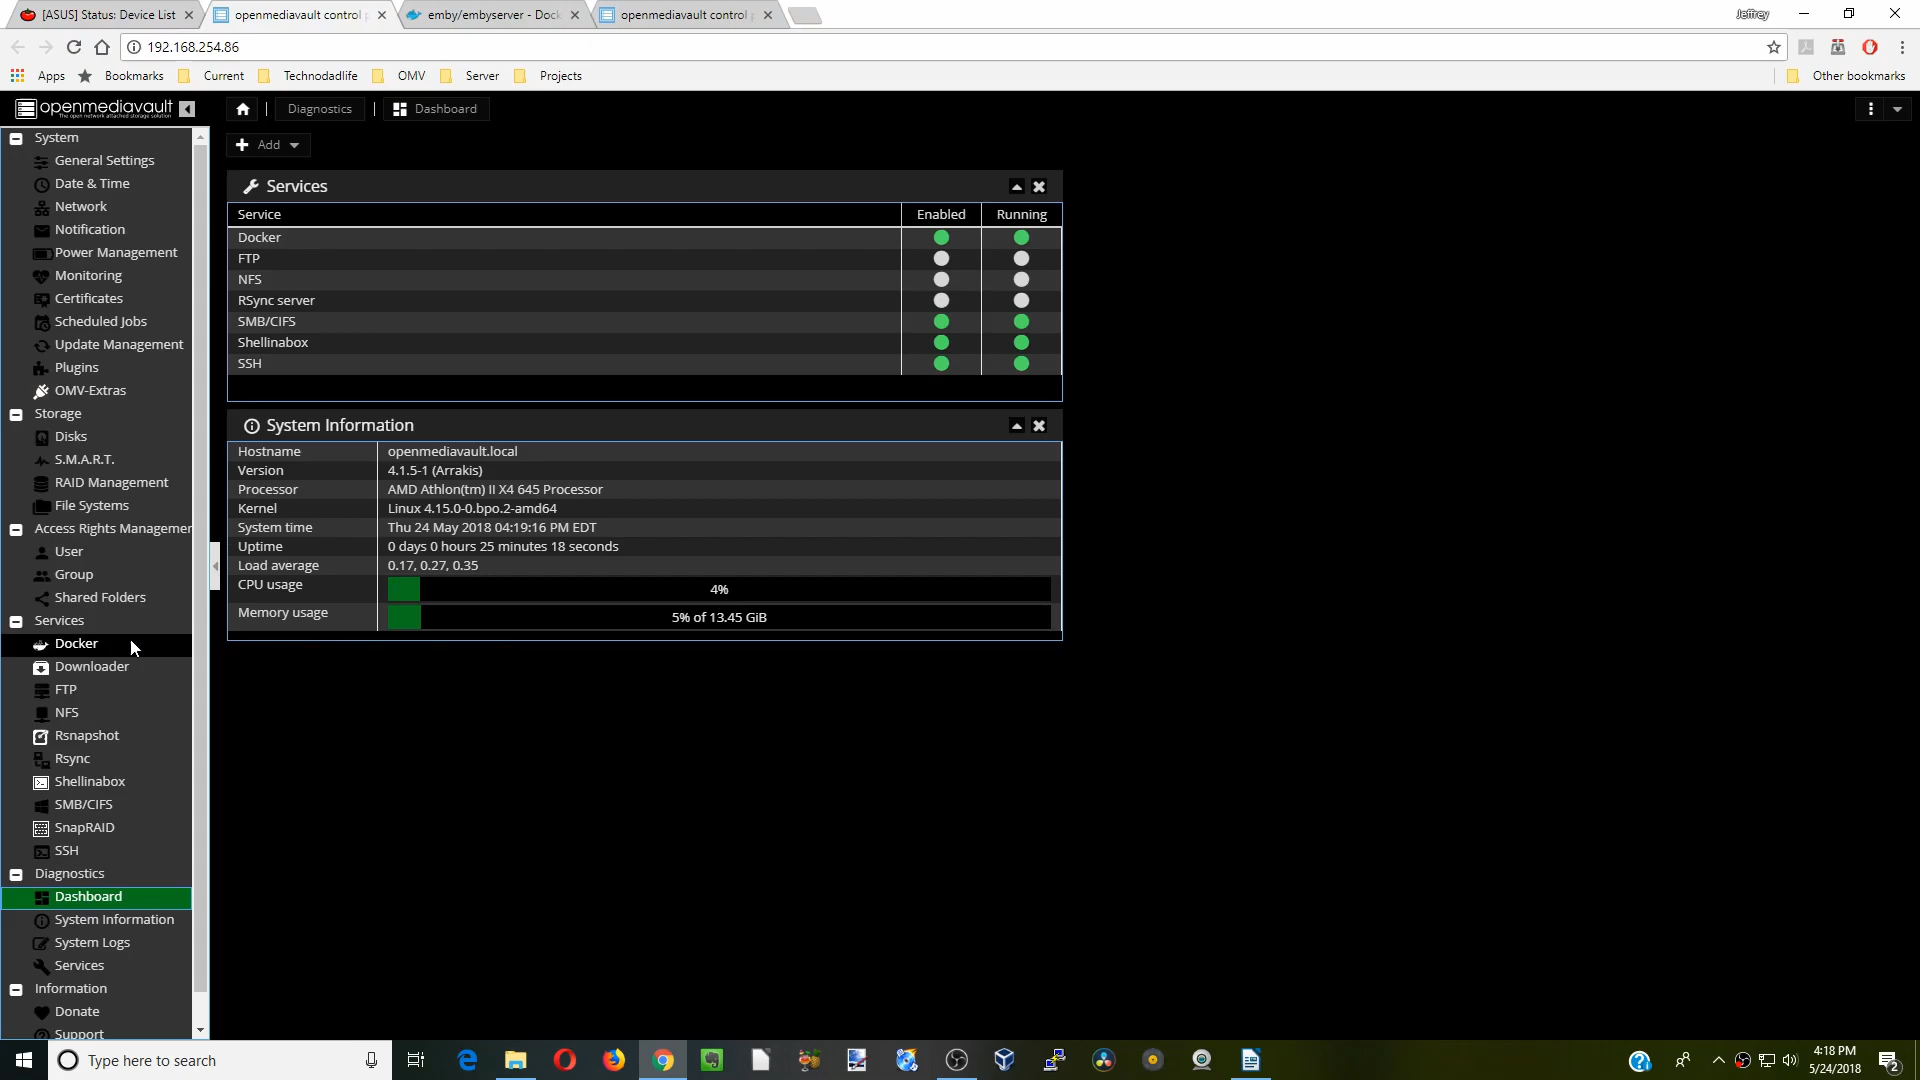 [ASUS] Status: Device List
openmediavault control p
emby/embyserver - Dock
openmediavault control p
Jeffrey
192.168.254.86
Apps
Bookmarks
Current
Technodadlife
OMV
Server
Projects
Other bookmarks
openmediavault
The open network attached storage solution
Diagnostics
Dashboard
Add
System
General Settings
Date & Time
Network
Notification
Power Management
Monitoring
Certificates
Scheduled Jobs
Update Management
Plugins
OMV-Extras
Storage
Disks
S.M.A.R.T.
RAID Management
File Systems
Access Rights Managemen
User
Group
Shared Folders
Services
Docker
Downloader
FTP
NFS
Rsnapshot
Rsync
Shellinabox
SMB/CIFS
SnapRAID
SSH
Diagnostics
Dashboard
System Information
System Logs
Services
Information
Donate
Support
Services
Service Enabled Running
Docker
FTP
NFS
RSync server
SMB/CIFS
Shellinabox
SSH
System Information
Hostname openmediavault.local
Version 4.1.5-1 (Arrakis)
Processor AMD Athlon(tm) II X4 645 Processor
Kernel Linux 4.15.0-0.bpo.2-amd64
System time Thu 24 May 2018 04:19:16 PM EDT
Uptime 0 days 0 hours 25 minutes 18 seconds
Load average 0.17, 0.27, 0.35
CPU usage 4%
Memory usage 5% of 13.45 GiB
Type here to search
4:18 PM
5/24/2018
2